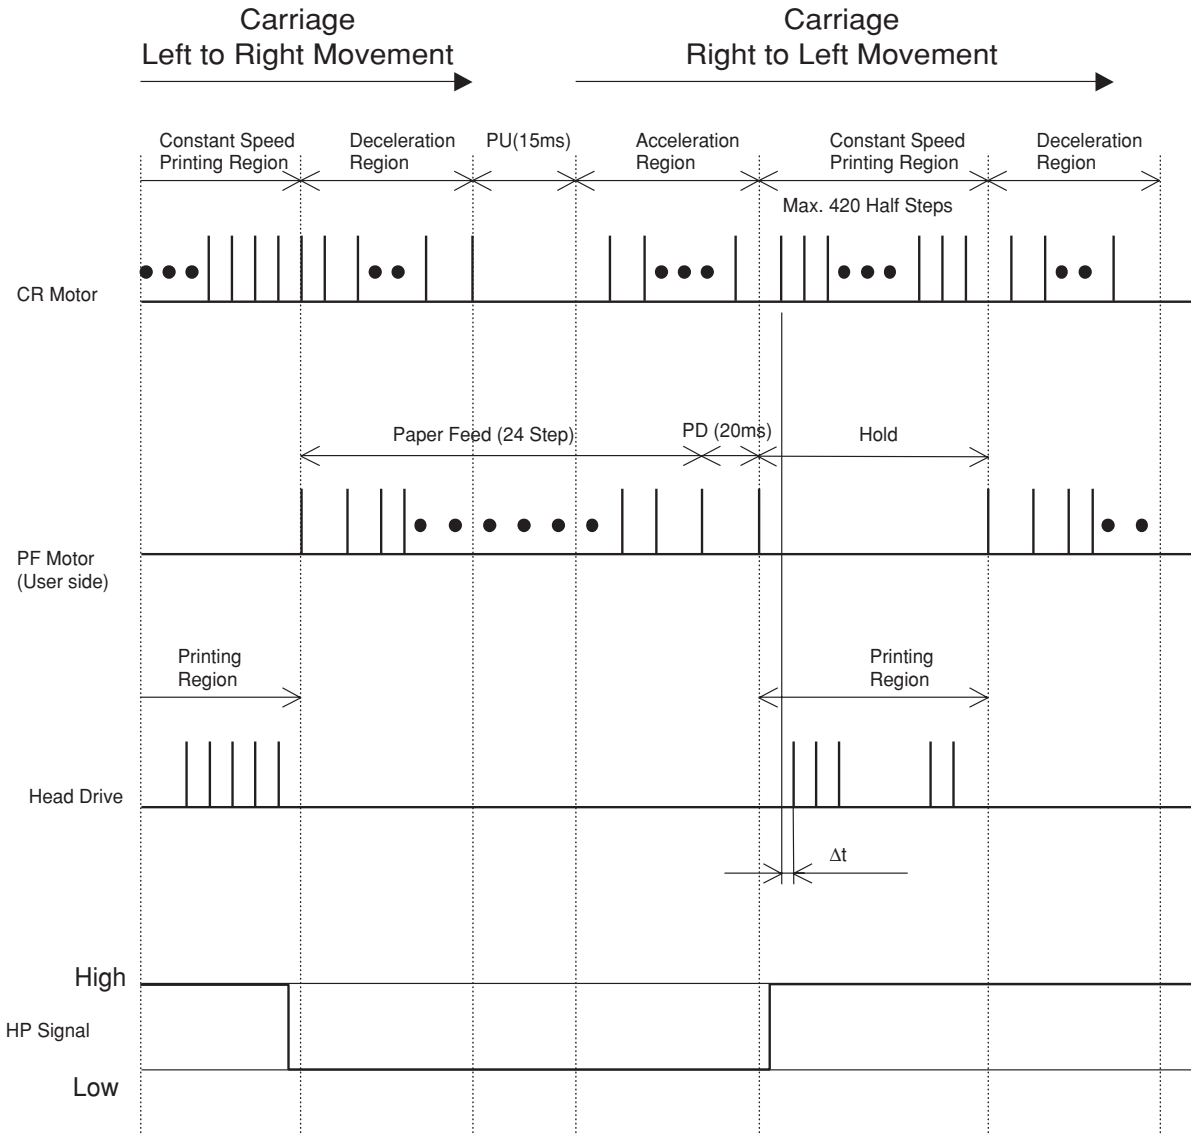 Carriage
Left to Right Movement
Carriage
Right to Left Movement
Constant Speed
Printing Region
Deceleration
Region
PU(15ms)
Acceleration
Region
Constant Speed
Printing Region
Deceleration
Region
Max. 420 Half Steps
CR Motor
Paper Feed (24 Step)
PD (20ms)
Hold
PF Motor
(User side)
Printing
Region
Printing
Region
Head Drive
Δt
High
HP Signal
Low